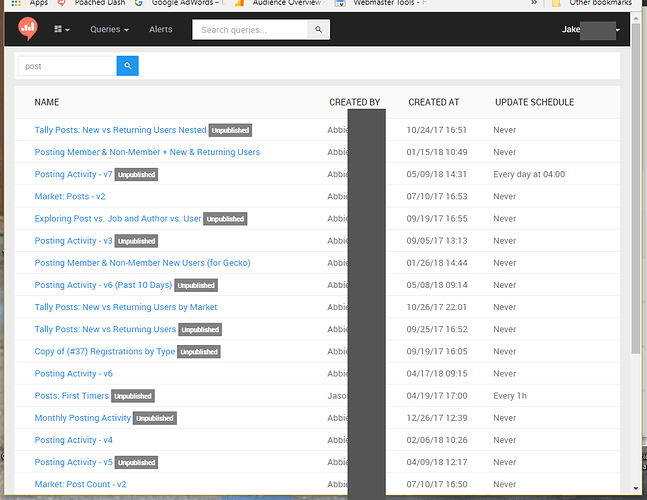 Apps Poached Dash Google AdWords – Audience Overview Webmaster Tools - » Other bookmarks
Queries Alerts Search queries... Jake
post
NAME CREATED BY CREATED AT UPDATE SCHEDULE
Tally Posts: New vs Returning Users Nested Unpublished Abbie 10/24/17 16:51 Never
Posting Member & Non-Member + New & Returning Users Abbie 01/15/18 10:49 Never
Posting Activity - v7 Unpublished Abbie 05/09/18 14:31 Every day at 04:00
Market: Posts - v2 Abbie 07/10/17 16:53 Never
Exploring Post vs. Job and Author vs. User Unpublished Abbie 09/19/17 16:55 Never
Posting Activity - v3 Unpublished Abbie 09/05/17 13:13 Never
Posting Member & Non-Member New Users (for Gecko) Abbie 01/26/18 14:44 Never
Posting Activity - v6 (Past 10 Days) Unpublished Abbie 05/08/18 09:14 Never
Tally Posts: New vs Returning Users by Market Abbie 10/26/17 22:01 Never
Tally Posts: New vs Returning Users Unpublished Abbie 09/25/17 16:52 Never
Copy of (#37) Registrations by Type Unpublished Abbie 09/19/17 16:05 Never
Posting Activity - v6 Abbie 04/17/18 09:15 Never
Posts: First Timers Unpublished Jaso 04/19/17 17:00 Every 1h
Monthly Posting Activity Unpublished Abbie 12/26/17 12:39 Never
Posting Activity - v4 Abbie 02/06/18 10:26 Never
Posting Activity - v5 Unpublished Abbie 04/09/18 12:17 Never
Market: Post Count - v2 Abbie 07/10/17 16:50 Never